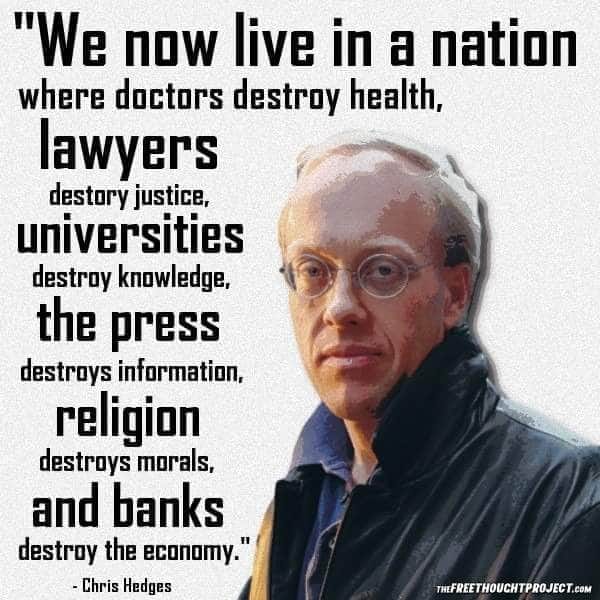 "We now live in a nation
where doctors destroy health,
lawyers
destory justice,
universities
destroy knowledge,
the press
destroys information,
religion
destroys morals,
and banks
destroy the economy."
- Chris Hedges
THEFREETHOUGHTPROJECT.COM